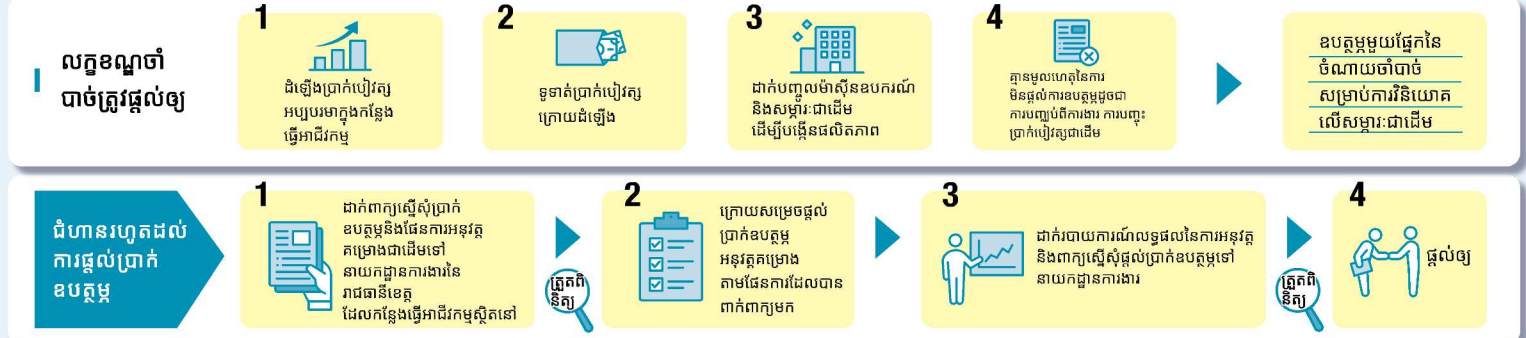 លក្ខខណ្ឌចាំ
បាច់ត្រូវផ្តល់ឲ្យ
1
ដំឡើងប្រាក់បៀវត្ស
អប្បបរមាក្នុងកន្លែង
ធ្វើអាជីវកម្ម
2
ទូទាត់ប្រាក់បៀវត្ស
ក្រោយដំឡើង
3
ដាក់បញ្ចូលម៉ាស៊ីនឧបករណ៍
និងសម្ភារៈជាដើម
ដើម្បីបង្កើនផលិតភាព
4
គ្មានមូលហេតុនៃការ
មិនផ្តល់ការឧបត្ថម្ភដូចជា
ការបញ្ឈប់ពីការងារ ការបញ្ចុះ
ប្រាក់បៀវត្សជាដើម
ឧបត្ថម្ភមួយផ្នែកនៃ
ចំណាយចាំបាច់
សម្រាប់ការវិនិយោគ
លើសម្ភារៈជាដើម
ជំហានរហូតដល់
ការផ្តល់ប្រាក់
ឧបត្ថម្ភ
1
ដាក់ពាក្យស្នើសុំប្រាក់
ឧបត្ថម្ភនិងផែនការអនុវត្ត
គម្រោងជាដើមទៅ
នាយកដ្ឋានការងារនៃ
រាជធានីខេត្ត
ដែលកន្លែងធ្វើអាជីវកម្មស្ថិតនៅ
ត្រួតពិ
និត្យ
2
ក្រោយសម្រេចផ្តល់
ប្រាក់ឧបត្ថម្ភ
អនុវត្តគម្រោង
តាមផែនការដែលបាន
ពាក់ពាក្យមក
3
ដាក់របាយការណ៍លទ្ធផលនៃការអនុវត្ត
និងពាក្យស្នើសុំផ្តល់ប្រាក់ឧបត្ថម្ភទៅ
នាយកដ្ឋានការងារ
ត្រួតពិ
និត្យ
4
ផ្តល់ឲ្យ